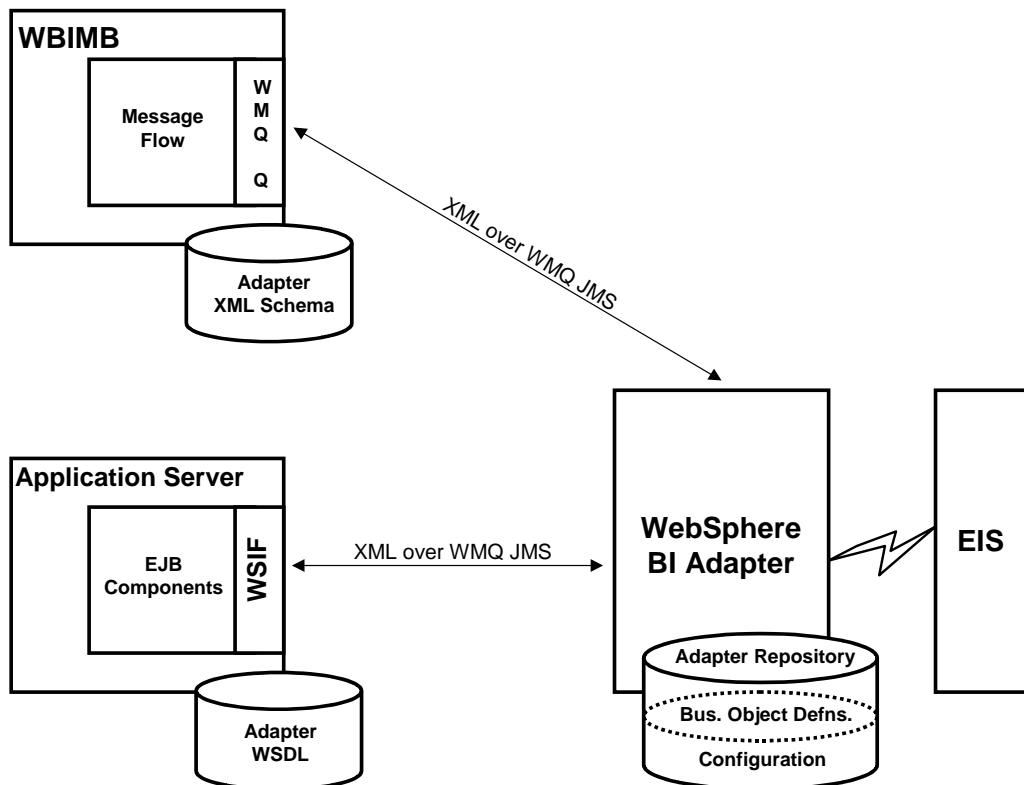 WBIMB
Message
Flow
W
M
Q
Q
Adapter
XML Schema
XML over WMQ JMS
Application Server
EJB
Components
WSIF
Adapter
WSDL
XML over WMQ JMS
WebSphere
BI Adapter
Adapter Repository
Bus. Object Defns.
Configuration
EIS